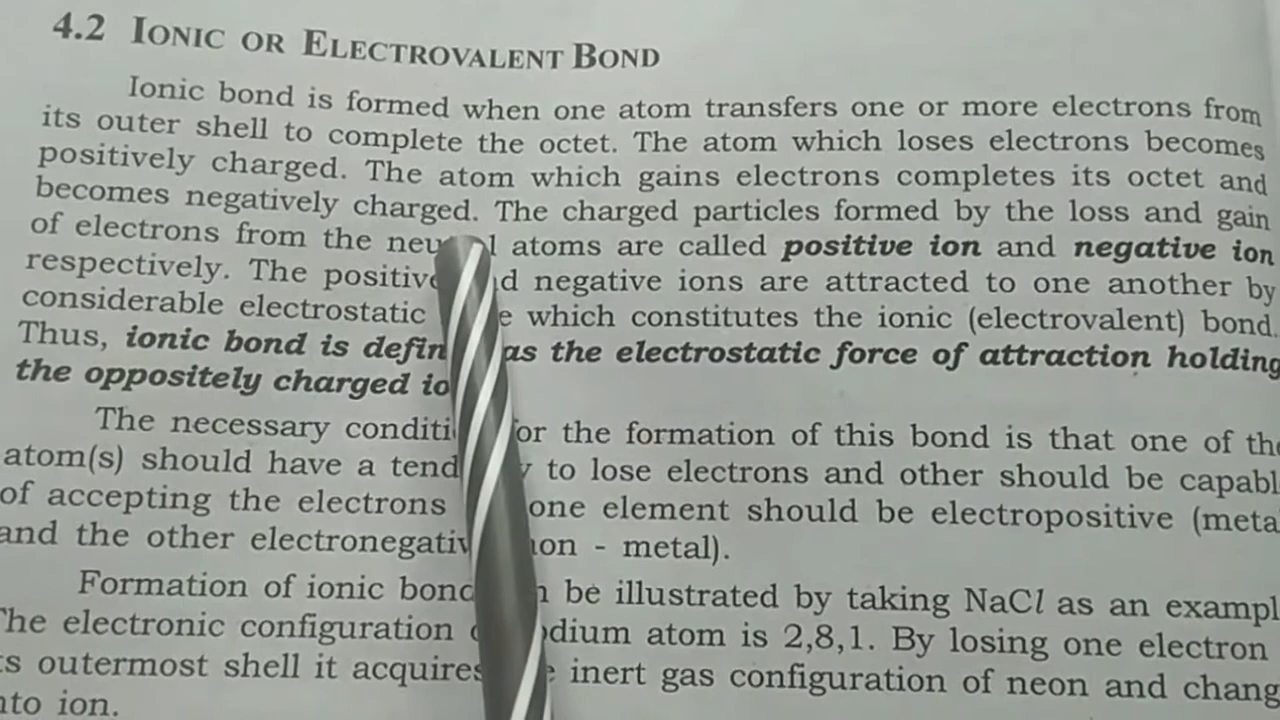 4.2 IONIC OR ELECTROVALENT BOND
Ionic bond is formed when one atom transfers one or more electrons from
its outer shell to complete the octet. The atom which loses electrons becomes
positively charged. The atom which gains electrons completes its octet and
becomes negatively charged. The charged particles formed by the loss and gain
of electrons from the atoms are called positive ion and negative ion
respectively. The negative ions are attracted to one another by
considerable electrostatic which constitutes the ionic (electrovalent) bond.
Thus, ionic bond is as the electrostatic force of attraction holding
the oppositely charged
The necessary the formation of this bond is that one of
atom(s) should have a to lose electrons and other should be
of accepting the electrons one element should be electropositive
and the other - metal).
Formation of ionic be illustrated by taking NaCl as an
electronic configuration atom is 2,8,1. By losing one electron
outermost shell it inert gas configuration of neon and
ion.